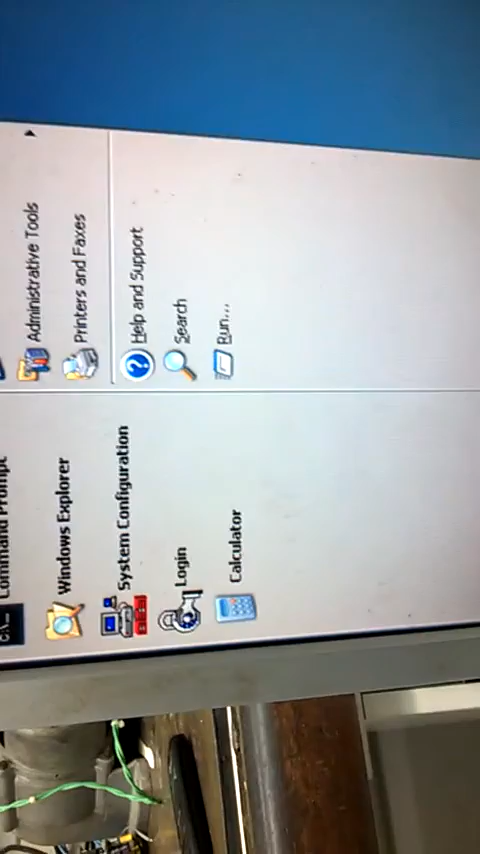 Command Prompt
Windows Explorer
System Configuration
Login
Calculator
Administrative Tools
Printers and Faxes
Help and Support
Search
Run...